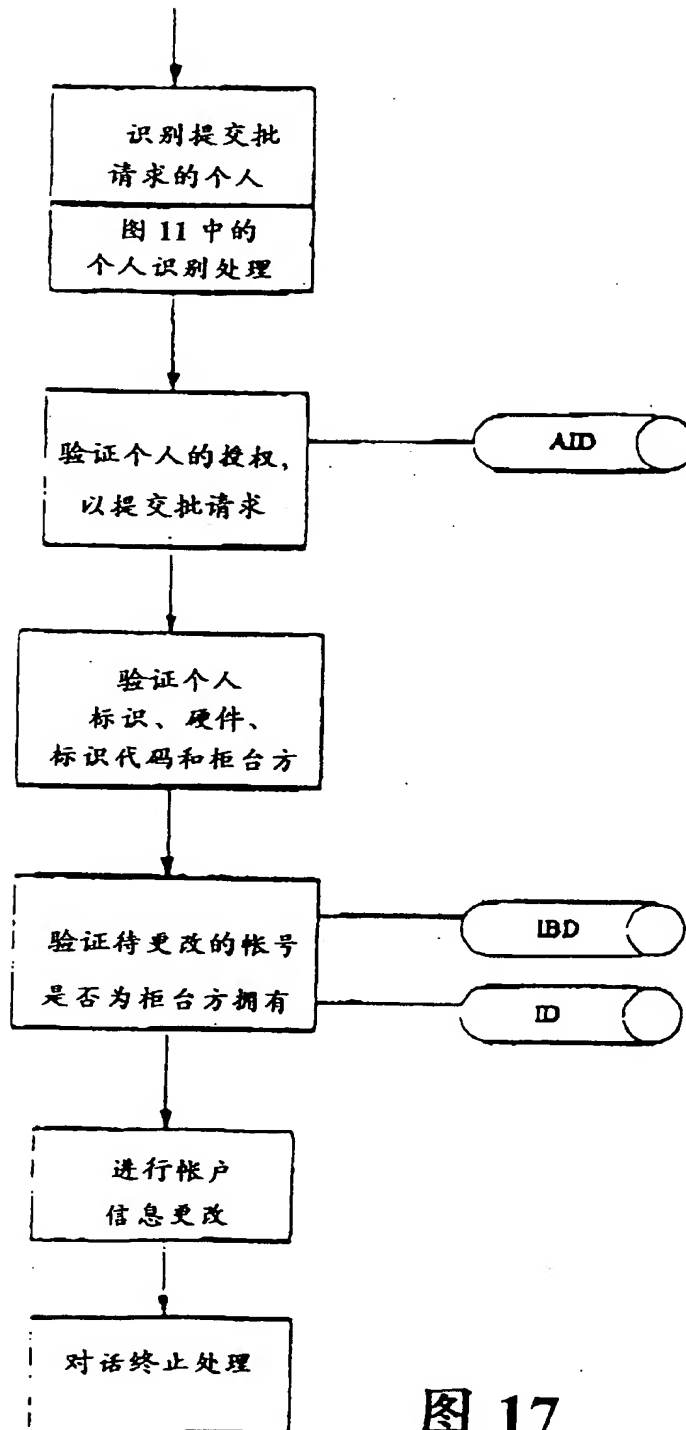 识别提交批
请求的个人
图 11 中的
个人识别处理
验证个人的授权,
以提交批请求
AID
验证个人
标识、硬件、
标识代码和柜台方
验证待更改的帐号
是否为柜台方拥有
IBD
ID
进行帐户
信息更改
对话终止处理
图 17